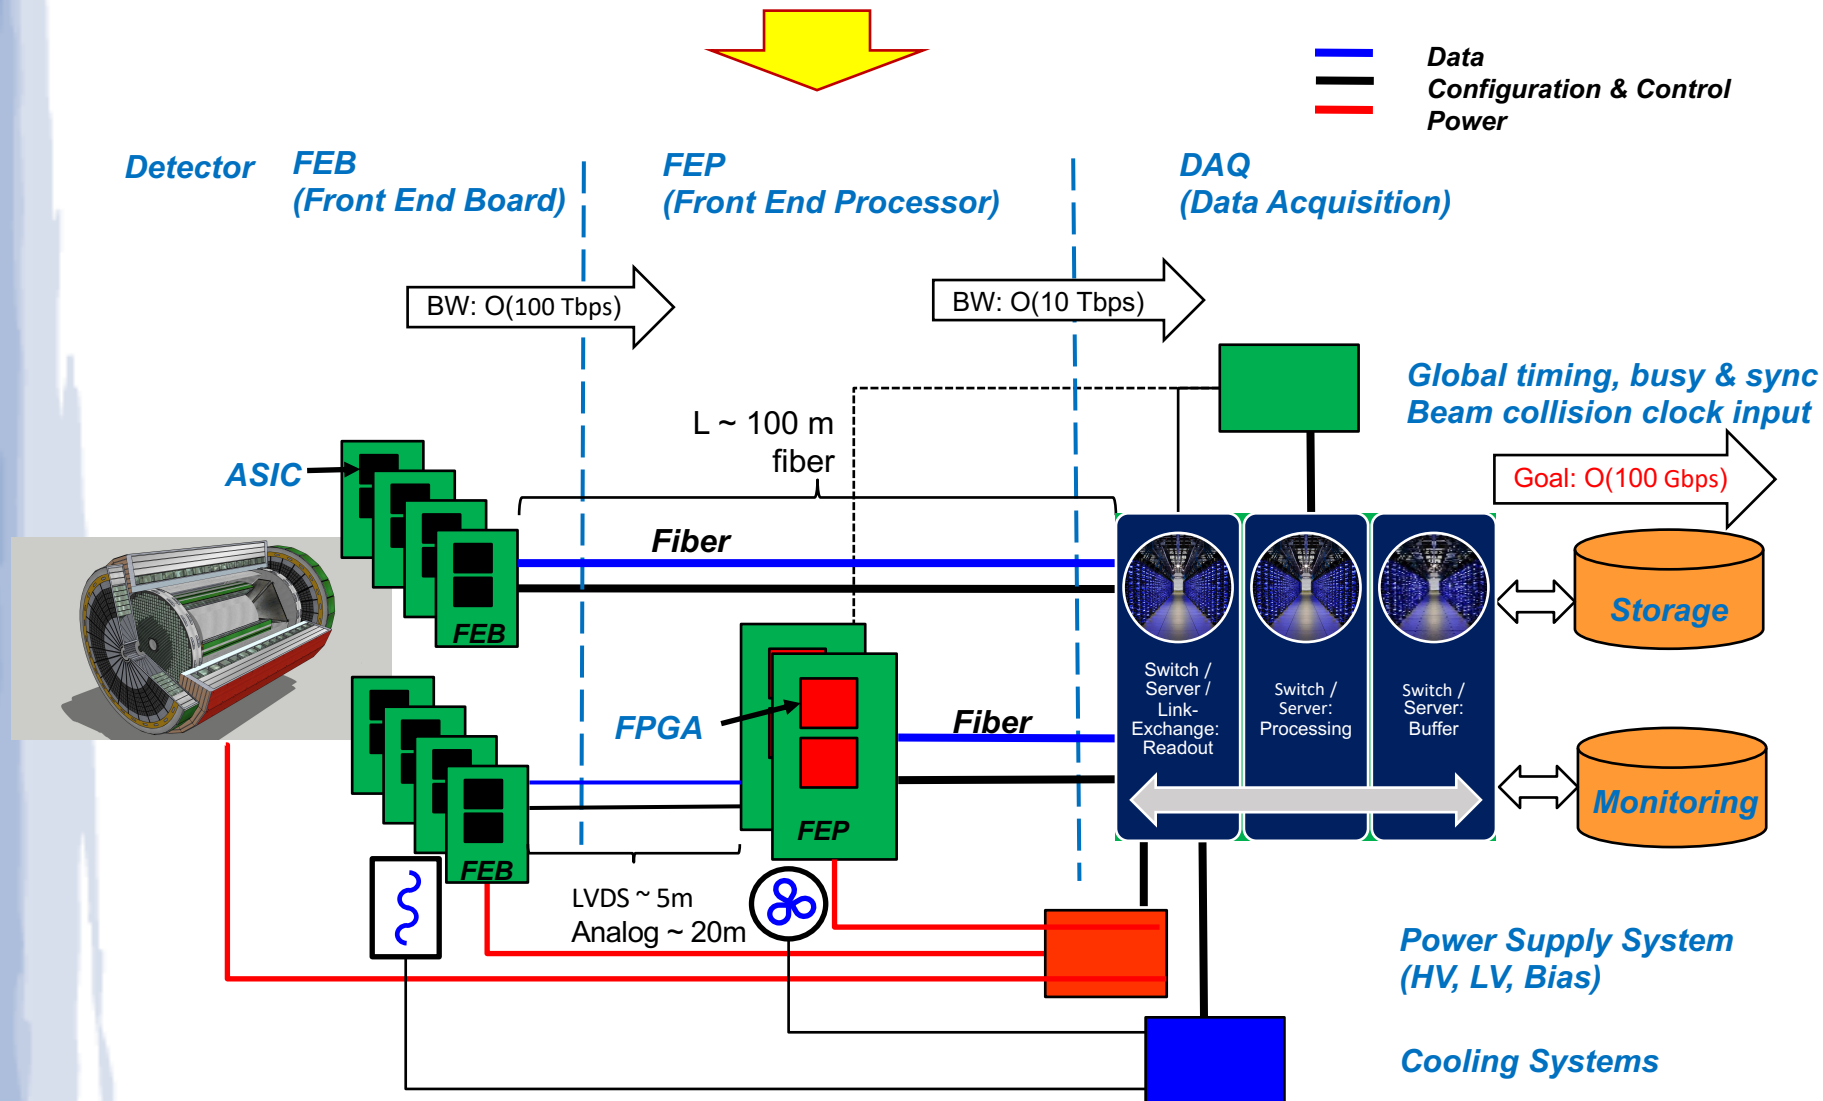 Data
Configuration & Control
Power
Detector
FEB
(Front End Board)
FEP
(Front End Processor)
DAQ
(Data Acquisition)
BW: O(100 Tbps)
BW: O(10 Tbps)
Global timing, busy & sync
Beam collision clock input
L ~ 100 m
fiber
Goal: O(100 Gbps)
ASIC
Fiber
FEB
Storage
Switch /
Server /
Link-
Exchange:
Readout
Switch /
Server:
Processing
Switch /
Server:
Buffer
FPGA
Fiber
Monitoring
FEP
FEB
LVDS ~ 5m
Analog ~ 20m
Power Supply System
(HV, LV, Bias)
Cooling Systems